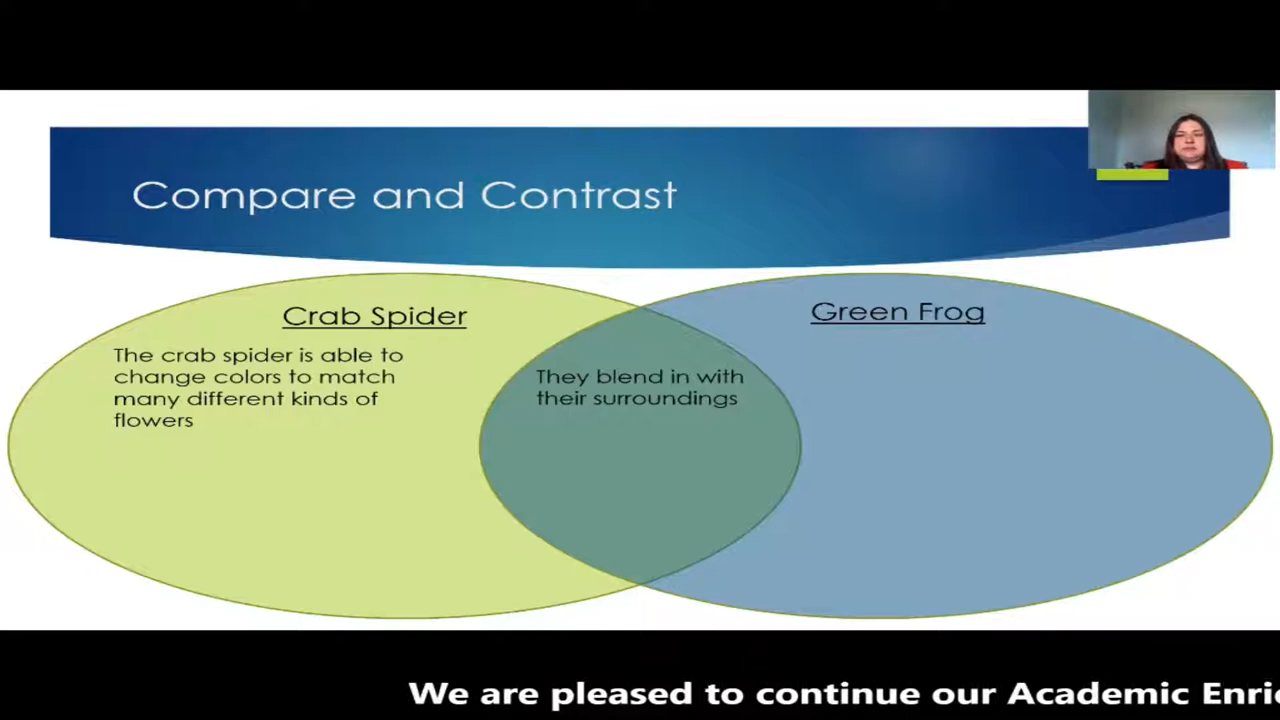 Compare and Contrast
Crab Spider
The crab spider is able to
change colors to match
many different kinds of
flowers
They blend in with
their surroundings
Green Frog
We are pleased to continue our Academic